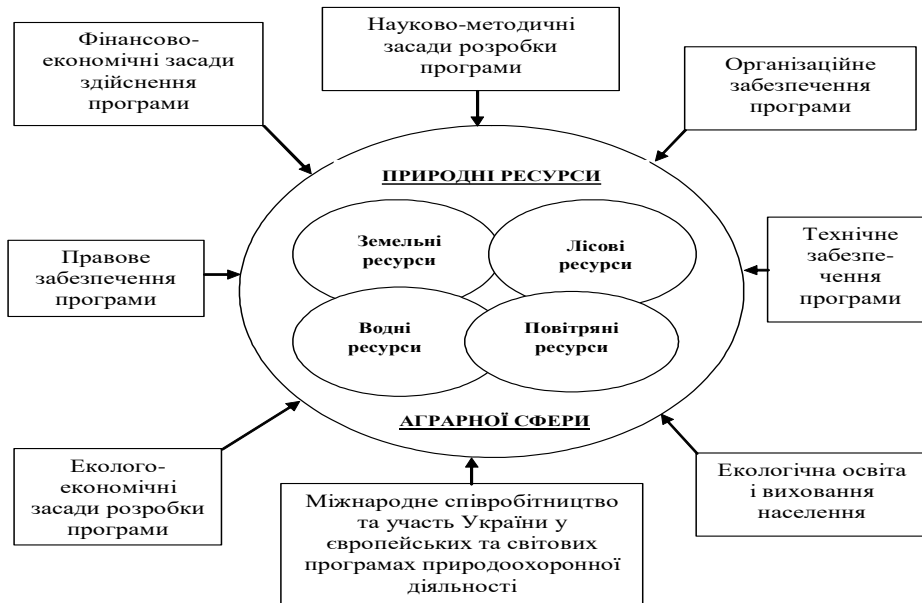 Фінансово-
економічні засади
здійснення
програми
Науково-методичні
засади розробки
програми
Організаційне
забезпечення
програми
ПРИРОДНІ РЕСУРСИ
Земельні
ресурси
Лісові
ресурси
Правове
забезпечення
програми
Технічне
забезпе-
чення
програми
Водні
ресурси
Повітряні
ресурси
АГРАРНОЇ СФЕРИ
Еколого-
економічні
засади розробки
програми
Міжнародне співробітництво
та участь України у
європейських та світових
програмах природоохоронної
діяльності
Екологічна освіта
і виховання
населення